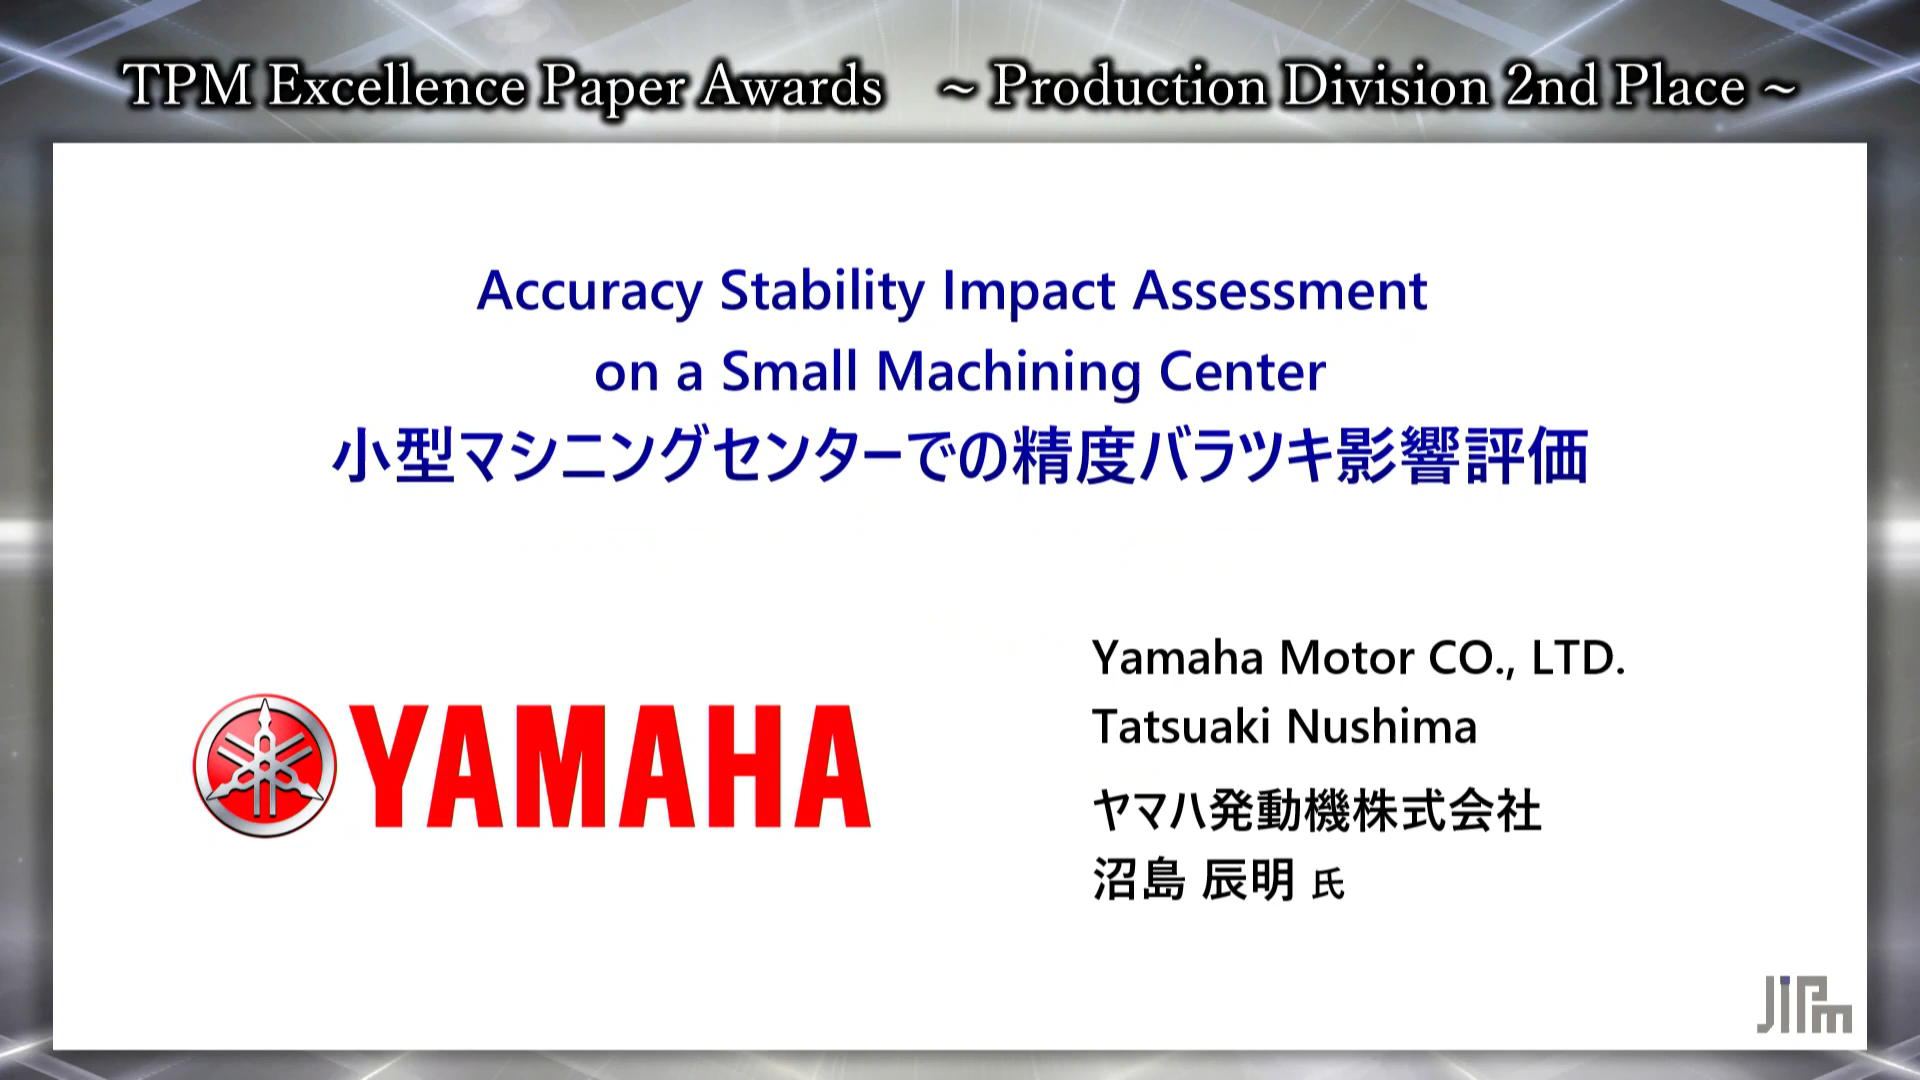 TPM Excellence Paper Awards ~ Production Division 2nd Place ~
Accuracy Stability Impact Assessment
on a Small Machining Center
小型マシニングセンターでの精度バラツキ影響評価
YAMAHA
Yamaha Motor CO., LTD.
Tatsuaki Nushima
ヤマハ発動機株式会社
沼島 辰明 氏
JIPm